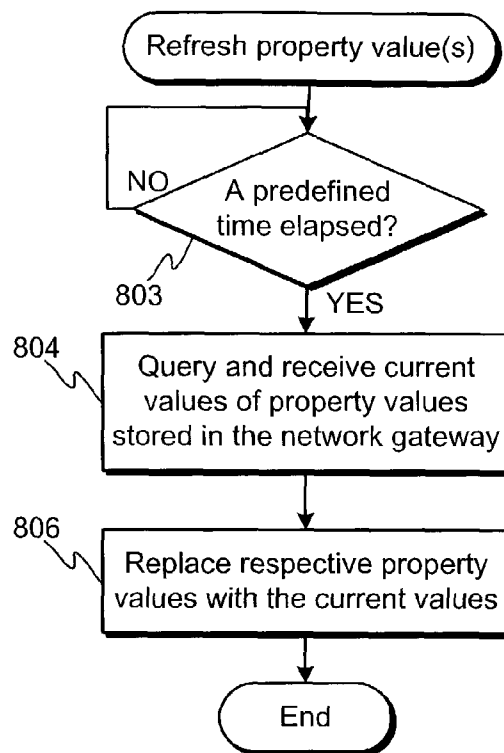 Refresh property value(s)
NO
A predefined
time elapsed?
803
YES
804
Query and receive current
values of property values
stored in the network gateway
806
Replace respective property
values with the current values
End